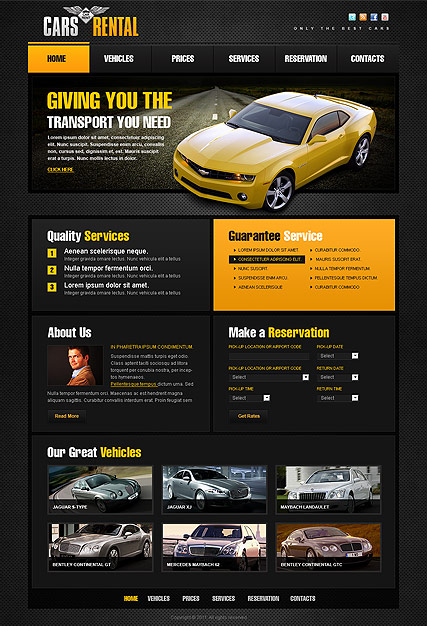 CARS RENTAL
ONLY THE BEST CARS
HOME VEHICLES PRICES SERVICES RESERVATION CONTACTS
GIVING YOU THE
TRANSPORT YOU NEED
Lorem ipsum dolor sit amet, consectetuer adipiscing
elit. Nunc suscipit. Suspendisse enim arcu, convallis
non, cursus sed, dignissim et, est. Mauris suscipit
erat a turpis. Nunc mollis lectus in dolor.
CLICK HERE
Quality Services
1 Aenean scelerisque neque.
Integer gravida ornare lectus. Nunc vehicula elit a tellus
2 Nulla tempor fermentum orci.
Integer gravida ornare lectus. Nunc vehicula elit a tellus
3 Lorem ipsum dolor sit amet.
Integer gravida ornare lectus. Nunc vehicula elit a tellus
Guarantee Service
LOREM IPSUM DOLOR SIT AMET.
CONSECTETUER ADIPISCING ELIT.
NUNC SUSCIPIT.
SUSPENDISSE ENIM ARCU.
AENEAN SCELERISQUE
CURABITUR COMMODO.
MAURIS SUSCIPIT ERAT.
NULLA TEMPOR FERMENTUM.
PELLENTESQUE TEMPUS DICTUM.
CURABITUR COMMODO
About Us
IN PHARETRA IPSUM CONDIMENTUM.
Suspendisse mattis turpis eget odio.
Class aptent taciti sociosqu ad litora
torquent per conubia nostra, per incep-
tos himenaeos.
Pellentesque tempus dictum urna. Sed
Nulla tempor fermentum orci. Maecenas ac est hendrerit magna
aliquam sagittis. Curabitur convallis interdum erat. Proin feugiat sem
Read More
Make a Reservation
PICK-UP LOCATION OR AIRPORT CODE PICK-UP DATE
Select
PICK-UP LOCATION OR AIRPORT CODE RETURN DATE
Select Select
PICK-UP TIME RETURN TIME
Select Select
Get Rates
Our Great Vehicles
JAGUAR S-TYPE JAGUAR XJ MAYBACH LANDAULET
BENTLEY CONTINENTAL GT MERCEDES MAYBACH 62 BENTLEY CONTINENTAL GTC
HOME VEHICLES PRICES SERVICES RESERVATION CONTACTS
Copyright © 2011. All rights reserved